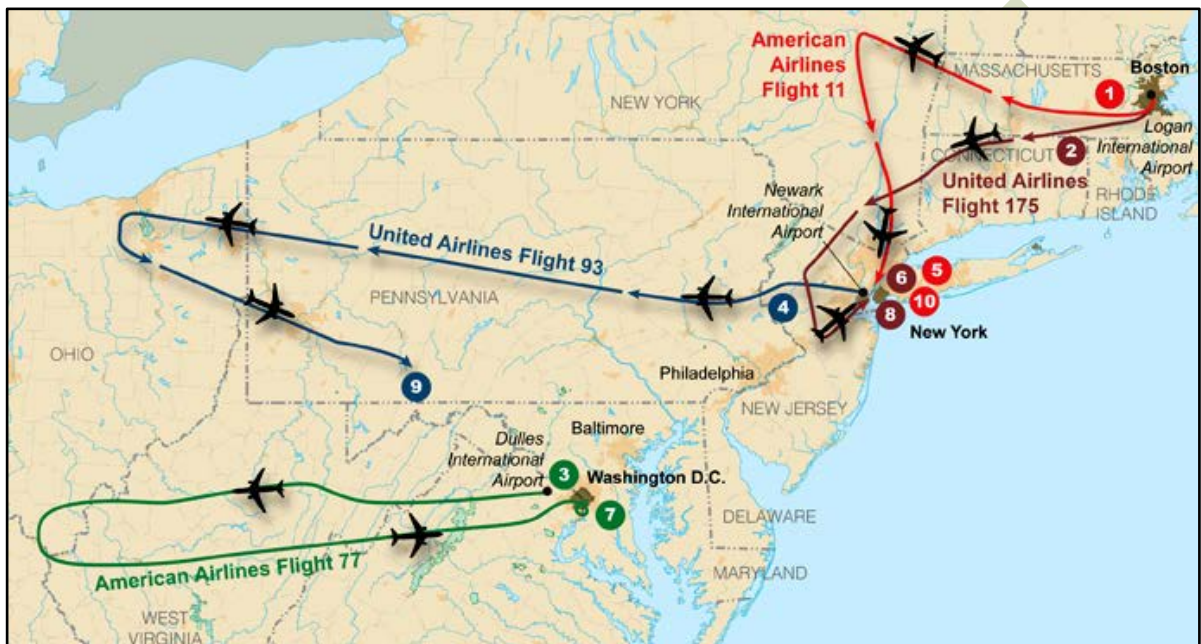 American
Airlines
Flight 11
MASSACHUSETTS
Boston
1
NEW YORK
Logan
International
Airport
2
CONNECTICUT
United Airlines
Flight 175
RHODE
ISLAND
Newark
International
Airport
United Airlines Flight 93
6
5
4
8
10
New York
PENNSYLVANIA
OHIO
9
Philadelphia
NEW JERSEY
Baltimore
Dulles
International
Airport
3
Washington D.C.
7
DELAWARE
American Airlines Flight 77
MARYLAND
WEST
VIRGINIA